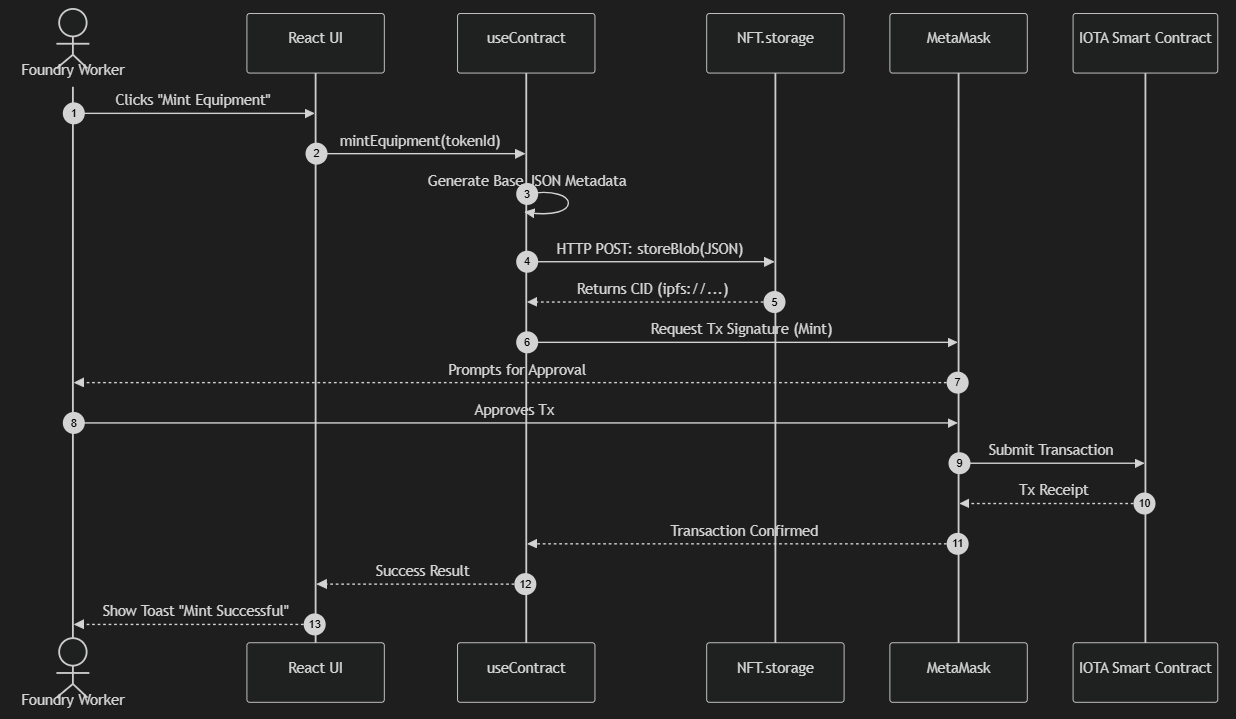 Foundry Worker
React UI
useContract
NFT.storage
MetaMask
IOTA Smart Contract
1
Clicks "Mint Equipment"
2
mintEquipment(tokenId)
Generate Base JSON Metadata
3
HTTP POST: storeBlob(JSON)
4
Returns CID (ipfs://...)
5
Request Tx Signature (Mint)
6
Prompts for Approval
7
Approves Tx
8
Submit Transaction
9
Tx Receipt
10
Transaction Confirmed
11
Success Result
12
Show Toast "Mint Successful"
13
Foundry Worker
React UI
useContract
NFT.storage
MetaMask
IOTA Smart Contract